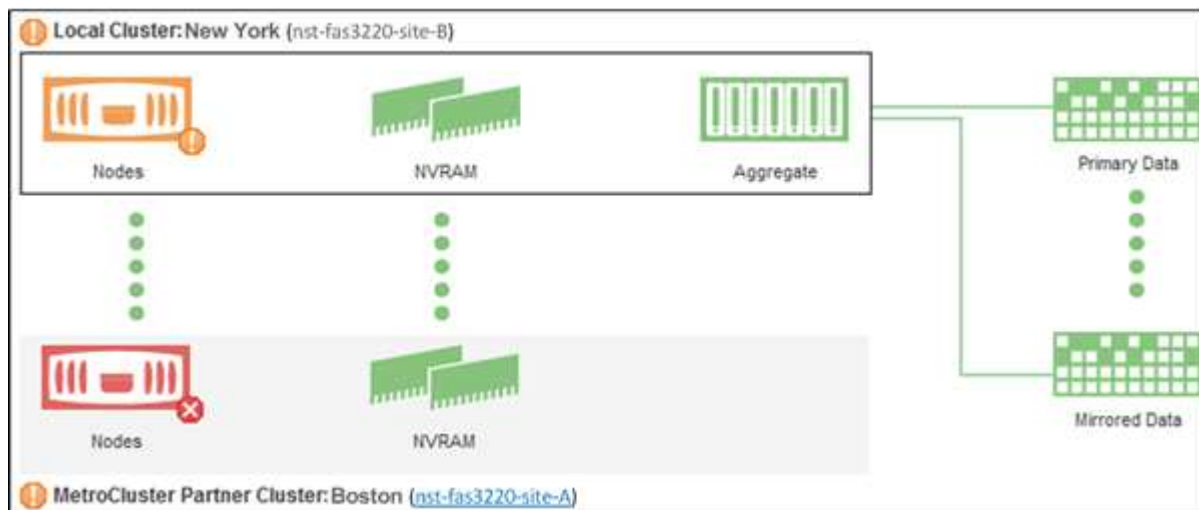 Local Cluster: New York (nst-fas3220-site-B)
Nodes NVRAM Aggregate
Primary Data
Nodes NVRAM
Mirrored Data
MetroCluster Partner Cluster: Boston (nst-fas3220-site-A)